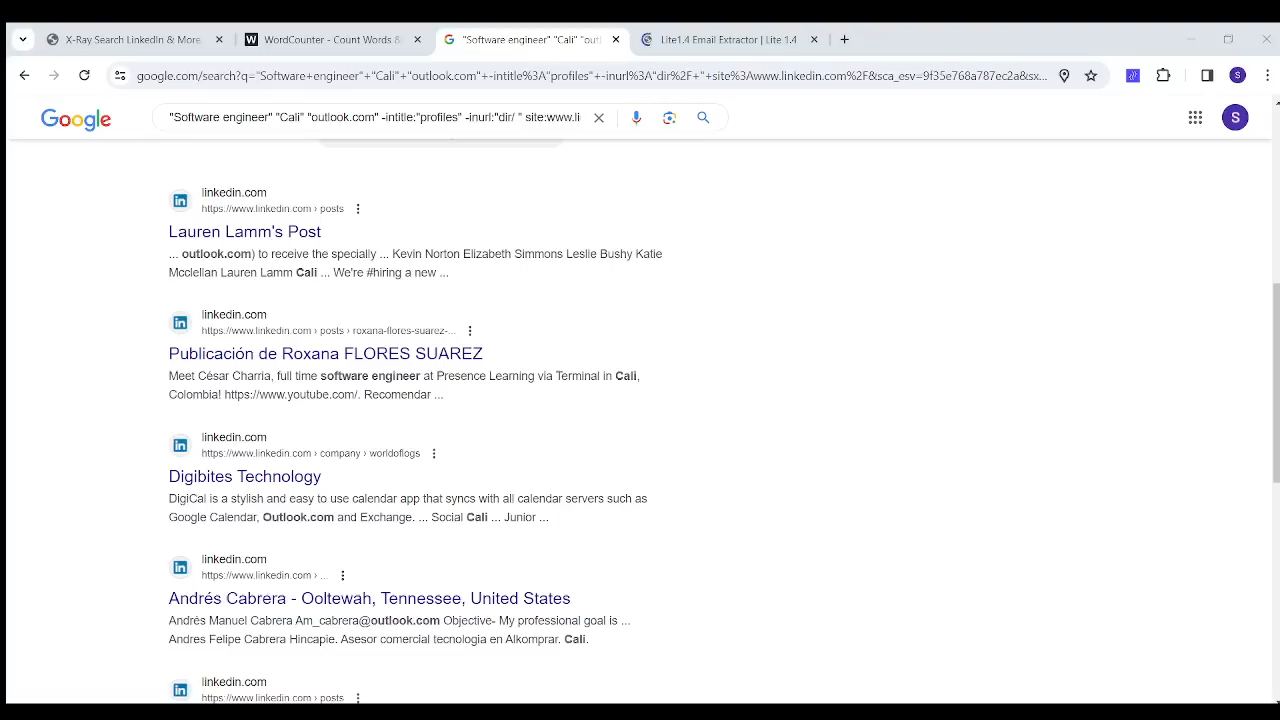 X-Ray Search LinkedIn & More
WordCounter - Count Words &
"Software engineer" "Cali" "outl
Lite1.4 Email Extractor | Lite 1.4
google.com/search?q="Software+engineer"+"Cali"+"outlook.com"+-intitle%3A"profiles"+-inurl%3A"dir%2F+"+site%3Awww.linkedin.com%2F&sca_esv=9f35e768a787ec2a&sx...
S
Google
"Software engineer" "Cali" "outlook.com" -intitle:"profiles" -inurl:"dir/ " site:www.li
S
linkedin.com
https://www.linkedin.com › posts
Lauren Lamm's Post
... outlook.com) to receive the specially ... Kevin Norton Elizabeth Simmons Leslie Bushy Katie
Mcclellan Lauren Lamm Cali ... We're #hiring a new ...
linkedin.com
https://www.linkedin.com › posts › roxana-flores-suarez-...
Publicación de Roxana FLORES SUAREZ
Meet César Charria, full time software engineer at Presence Learning via Terminal in Cali,
Colombia! https://www.youtube.com/. Recomendar ...
linkedin.com
https://www.linkedin.com › company › worldoflogs
Digibites Technology
DigiCal is a stylish and easy to use calendar app that syncs with all calendar servers such as
Google Calendar, Outlook.com and Exchange. ... Social Cali ... Junior ...
linkedin.com
https://www.linkedin.com › ...
Andrés Cabrera - Ooltewah, Tennessee, United States
Andrés Manuel Cabrera Am_cabrera@outlook.com Objective- My professional goal is ...
Andres Felipe Cabrera Hincapie. Asesor comercial tecnologia en Alkomprar. Cali.
linkedin.com
https://www.linkedin.com › posts